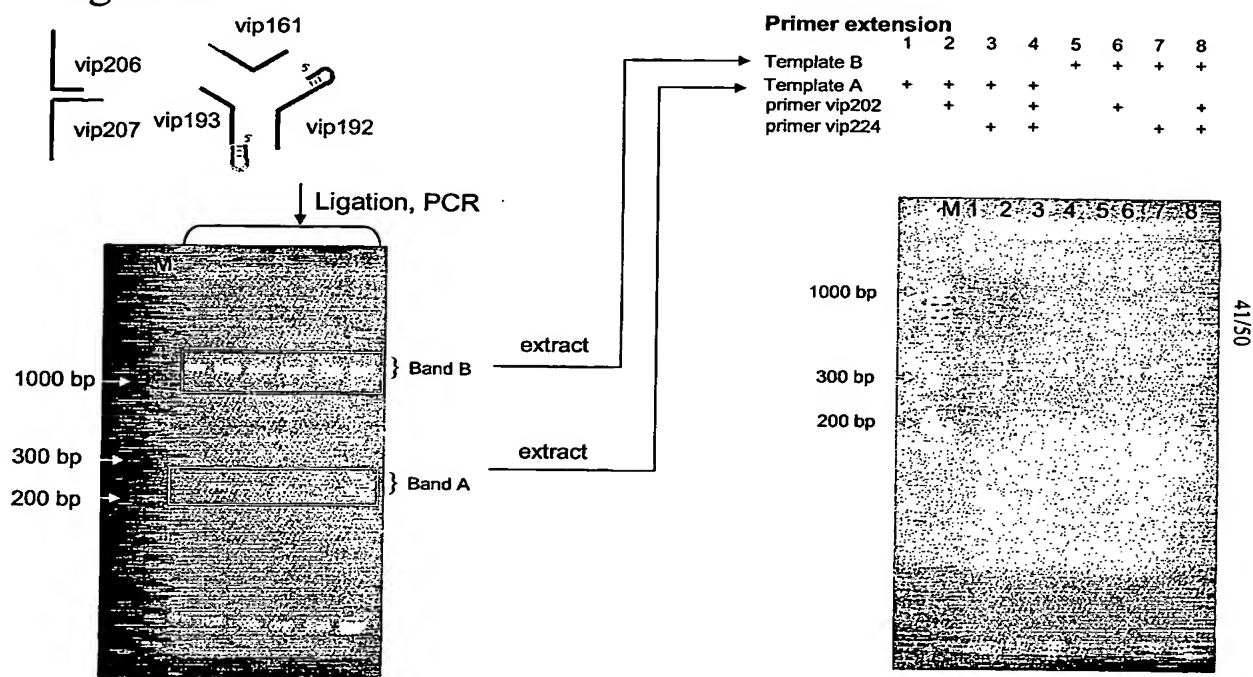 vip161
vip206
5'
vip207
vip193
vip192
5'
Ligation, PCR
M
1000 bp
300 bp
200 bp
Band B
Band A
extract
extract
Primer extension
1 2 3 4 5 6 7 8
Template B + + + +
Template A + + + +
primer vip202 + + + +
primer vip224 + + + +
M 1 2 3 4 5 6 7 8
1000 bp
300 bp
200 bp
41/50